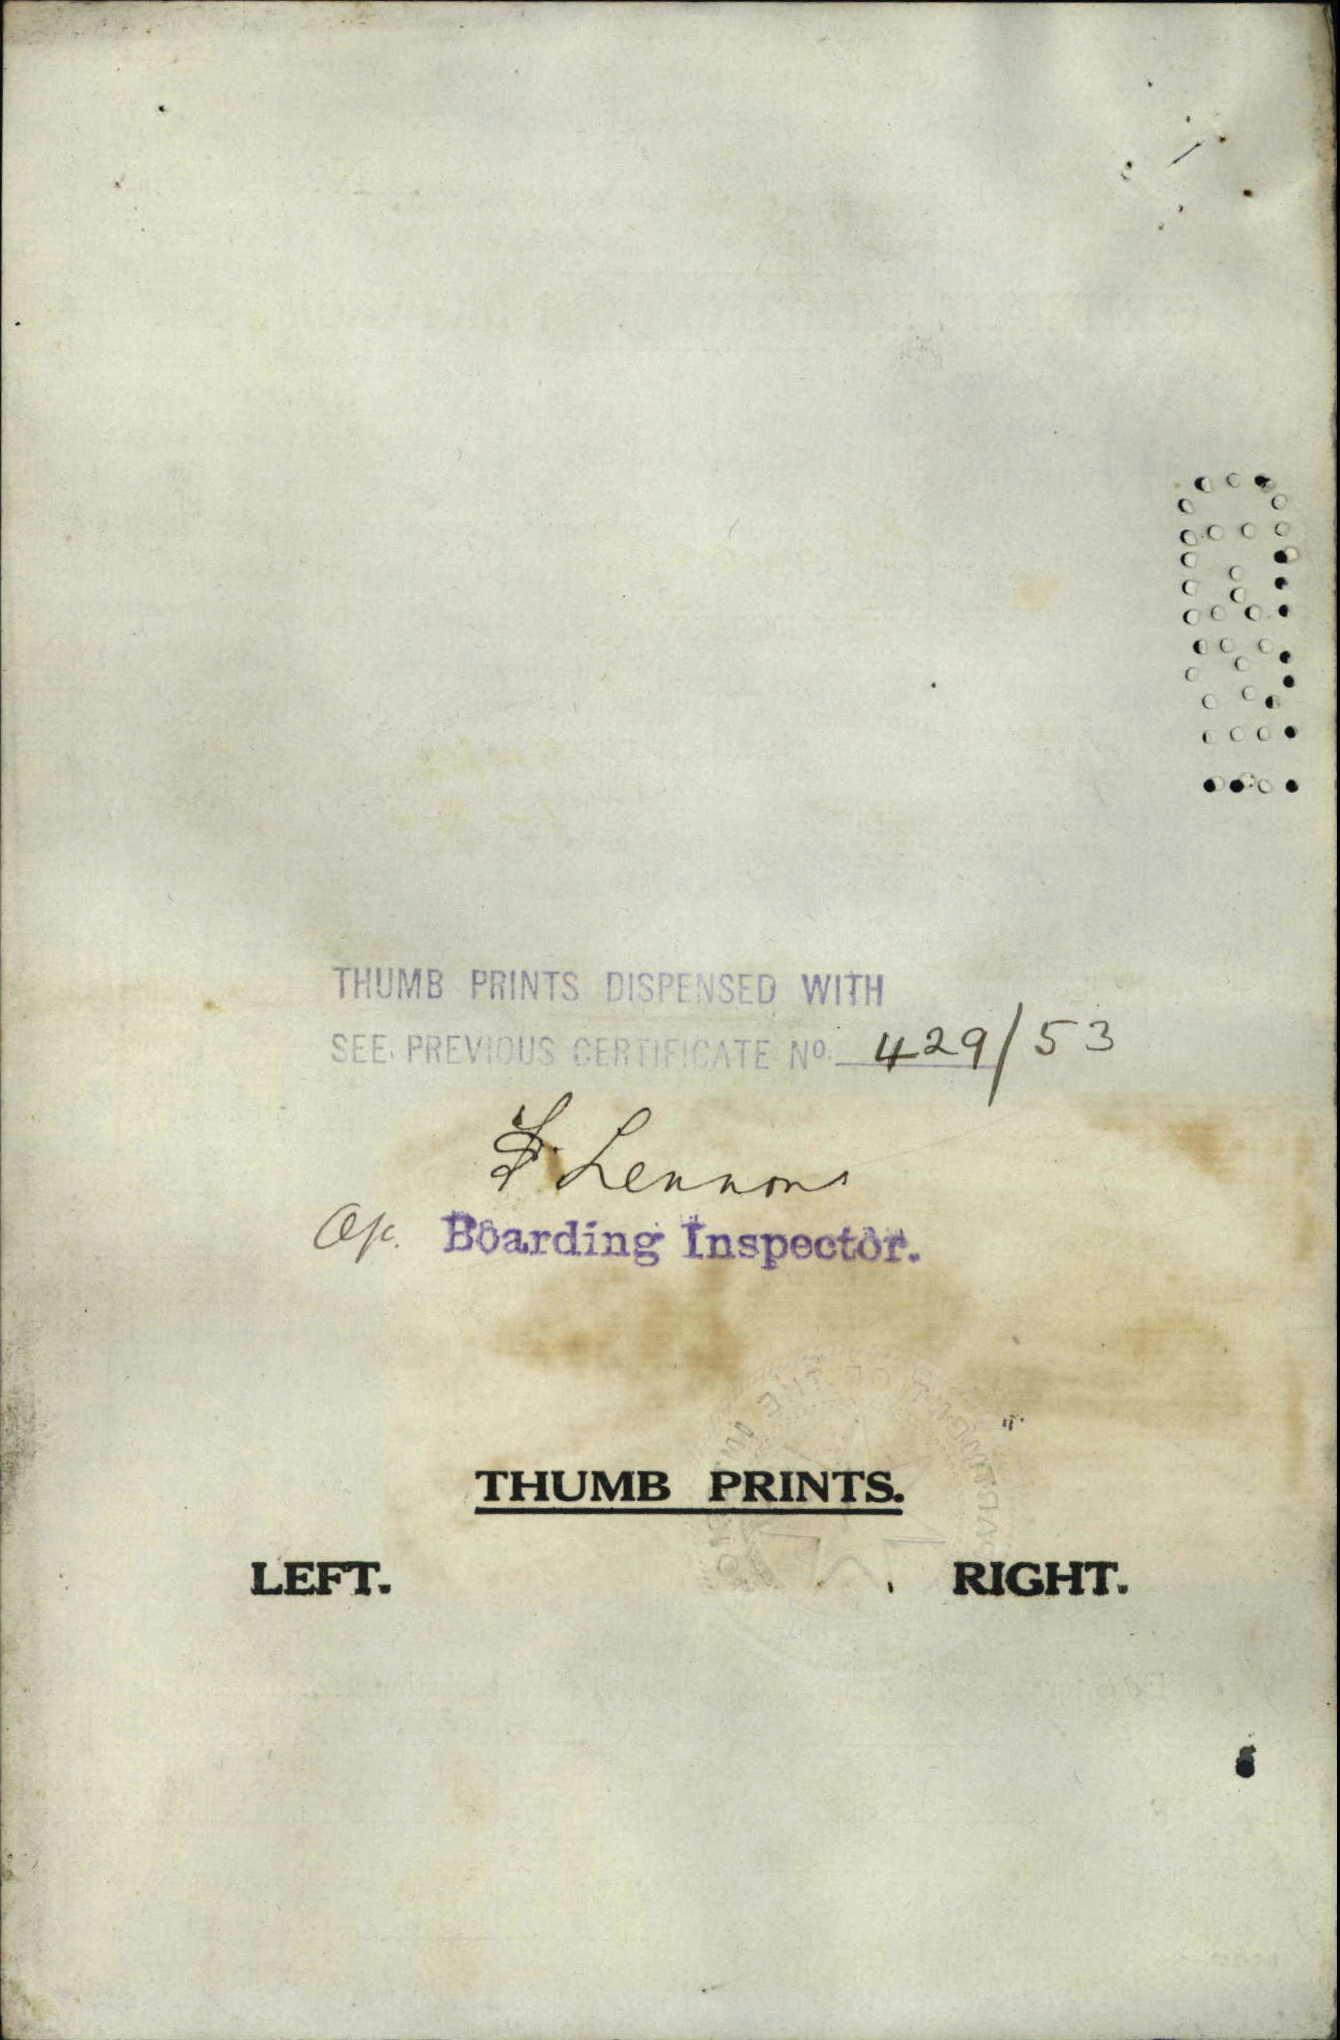 THUMB PRINTS DISPENSED WITH
SEE PREVIOUS CERTIFICATE Nº 429/53
F. Lennon
Boarding Inspector.
THUMB PRINTS.
LEFT. RIGHT.